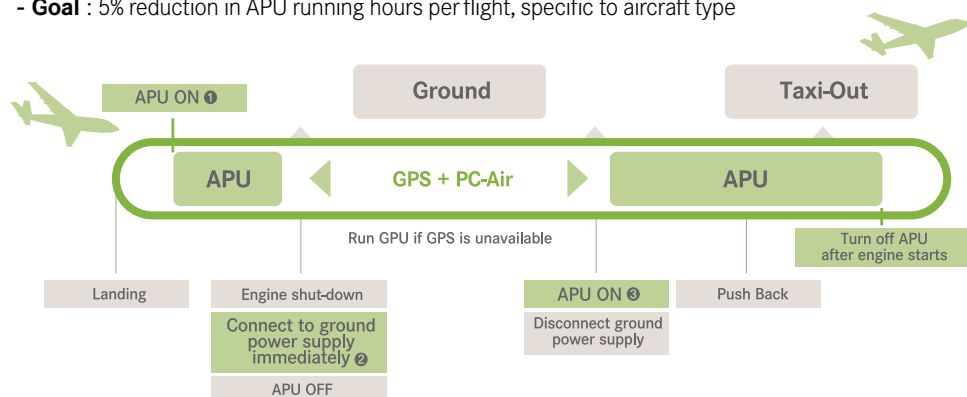 - Goal : 5% reduction in APU running hours per flight, specific to aircraft type
Ground
Taxi-Out
APU ON ❶
APU
GPS + PC-Air
APU
Run GPU if GPS is unavailable
Turn off APU
after engine starts
Landing
Engine shut-down
Connect to ground
power supply
immediately ❷
APU OFF
APU ON ❸
Disconnect ground
power supply
Push Back